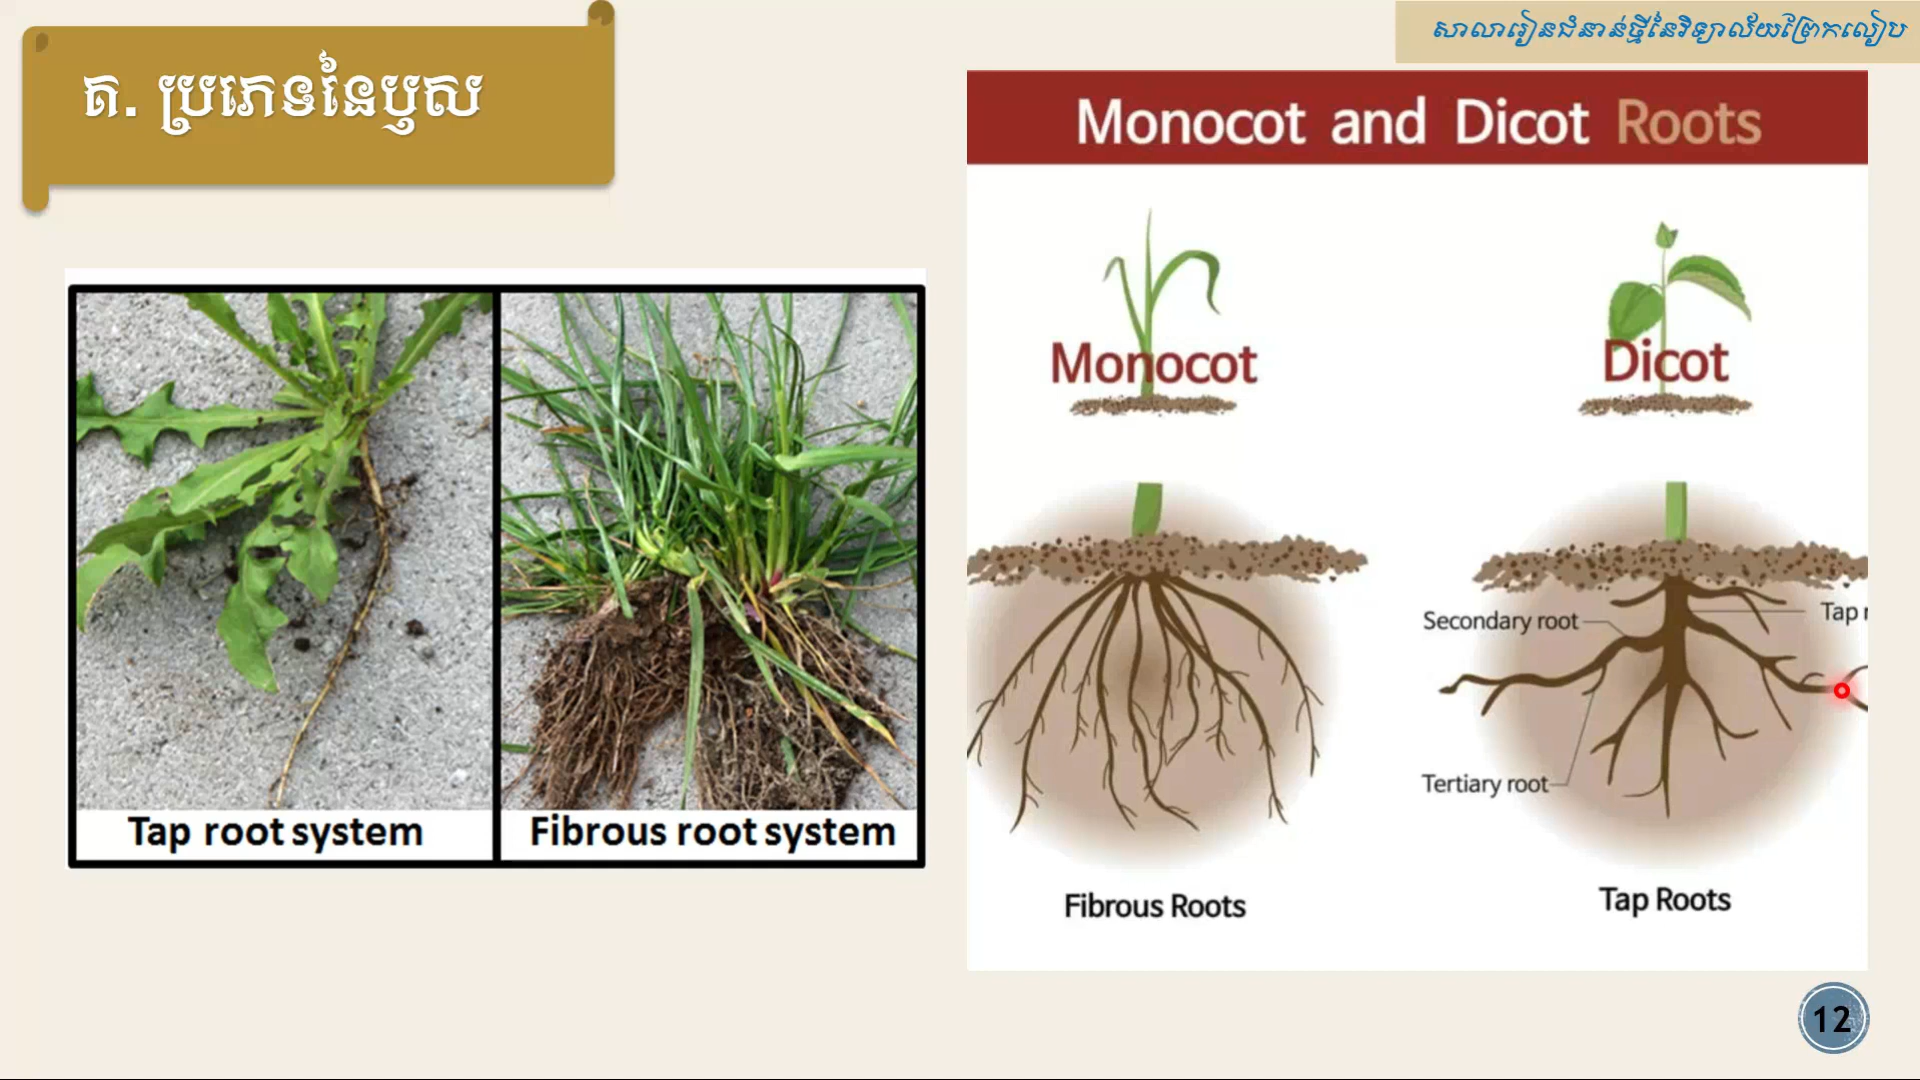 សាលារៀនជំនាន់ថ្មីនៃវិទ្យាល័យព្រែកលៀប
ត. ប្រភេទនៃឫស
Monocot and Dicot Roots
Monocot
Dicot
Secondary root
Tap r
Tertiary root
Tap root system
Fibrous root system
Fibrous Roots
Tap Roots
12